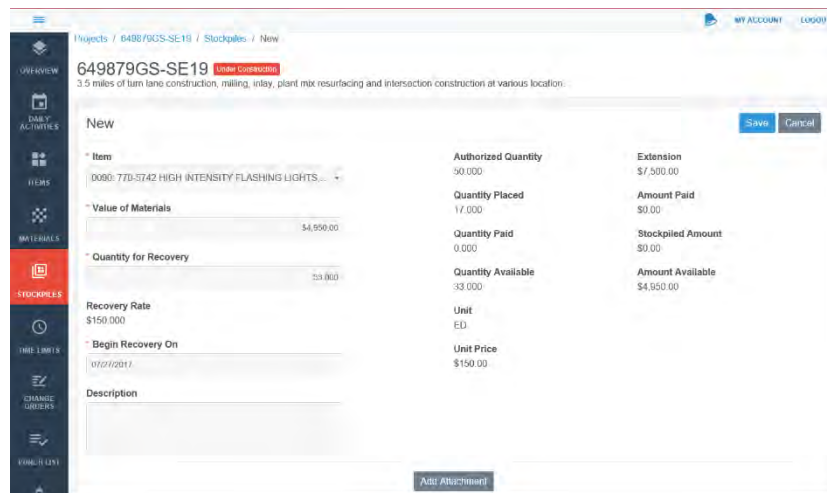 MY ACCOUNT LOGOUT
Projects / 649879GS-SE19 / Stockpiles / New
OVERVIEW
649879GS-SE19 Under Construction
3.5 miles of turn lane construction, milling, inlay, plant mix resurfacing and intersection construction at various location
DAILY ACTIVITIES
New
Save Cancel
ITEMS
* Item
0090: 770-5742 HIGH INTENSITY FLASHING LIGHTS...
Authorized Quantity
50.000
Extension
$7,500.00
* Value of Materials
$4,950.00
Quantity Placed
17.000
Amount Paid
$0.00
MATERIALS
Quantity Paid
0.000
Stockpiled Amount
$0.00
* Quantity for Recovery
33.000
Quantity Available
33.000
Amount Available
$4,950.00
STOCKPILES
Recovery Rate
$150.000
Unit
ED
TIME LIMITS
* Begin Recovery On
07/27/2017
Unit Price
$150.00
CHANGE ORDERS
Description
PUNCH LIST
Add Attachment